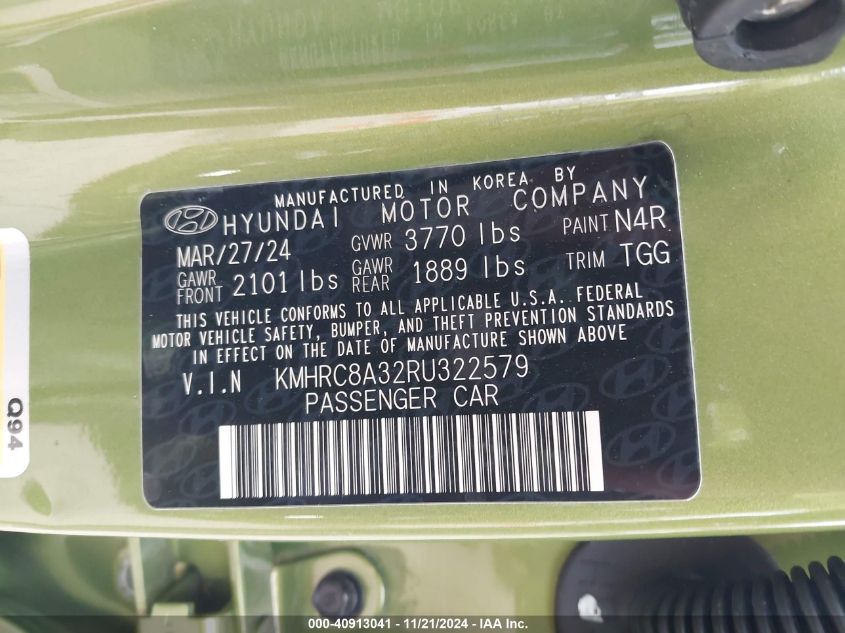 MANUFACTURED IN KOREA BY
HYUNDAI MOTOR COMPANY
MAR/27/24 GVWR 3770 lbs PAINT N4R
GAWR FRONT 2101 lbs GAWR REAR 1889 lbs TRIM TGG
THIS VEHICLE CONFORMS TO ALL APPLICABLE U.S.A. FEDERAL
MOTOR VEHICLE SAFETY, BUMPER, AND THEFT PREVENTION STANDARDS
IN EFFECT ON THE DATE OF MANUFACTURE SHOWN ABOVE
V.I.N KMHRC8A32RU322579
PASSENGER CAR
Q94
000-40913041 - 11/21/2024 - IAA Inc.